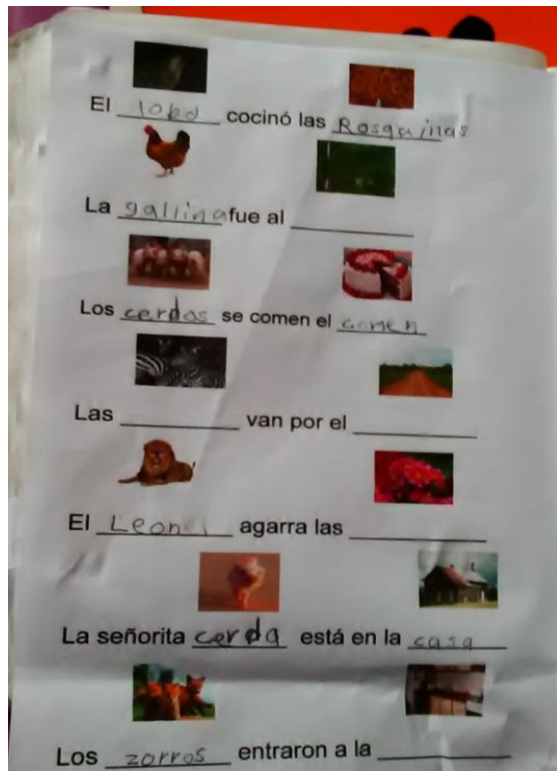 El lobo cocinó las Rosquinas
La gallina fue al
Los cerdos se comen el comen
Las van por el
El Leon agarra las
La señorita cerda está en la casa
Los zorros entraron a la